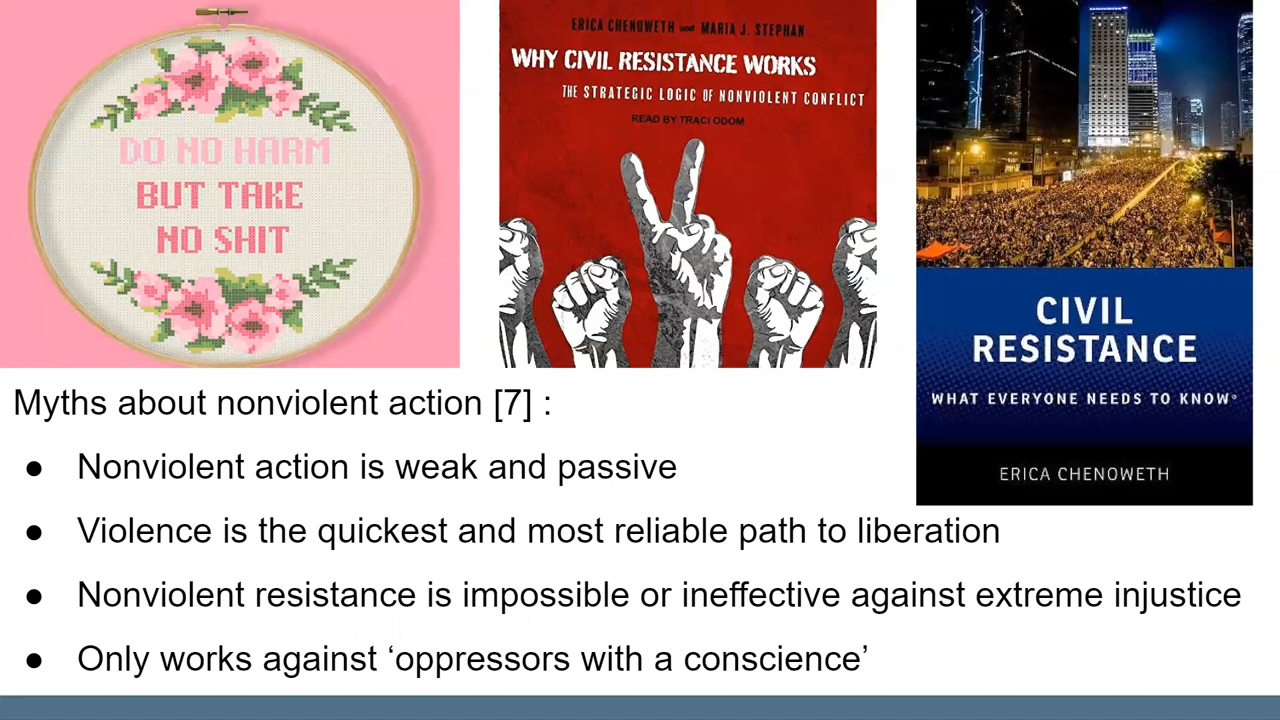 DO NO HARM
BUT TAKE
NO SHIT
ERICA CHENOWETH and MARIA J. STEPHAN
WHY CIVIL RESISTANCE WORKS
THE STRATEGIC LOGIC OF NONVIOLENT CONFLICT
READ BY TRACI ODOM
CIVIL
RESISTANCE
WHAT EVERYONE NEEDS TO KNOW®
ERICA CHENOWETH
Myths about nonviolent action [7] :
● Nonviolent action is weak and passive
● Violence is the quickest and most reliable path to liberation
● Nonviolent resistance is impossible or ineffective against extreme injustice
● Only works against ‘oppressors with a conscience’